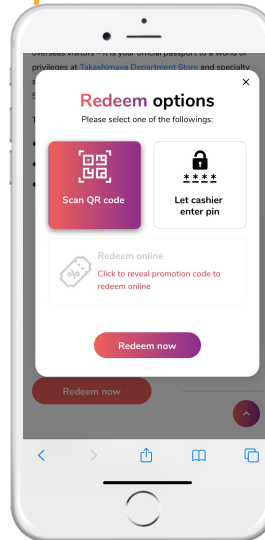 overseas visitors – it is your official passport to a world of
privileges at Takashimaya Department Store and specialty
s
S
T
Redeem options
Please select one of the followings:
Scan QR code
****
Let cashier
enter pin
Redeem online
Click to reveal promotion code to
redeem online
Redeem now
Redeem now